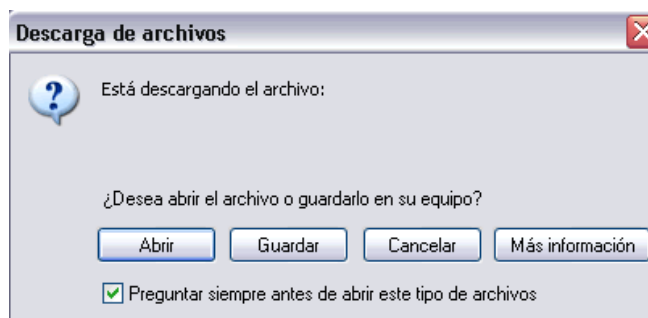 Descarga de archivos
Está descargando el archivo:
¿Desea abrir el archivo o guardarlo en su equipo?
Abrir Guardar Cancelar Más información
Preguntar siempre antes de abrir este tipo de archivos